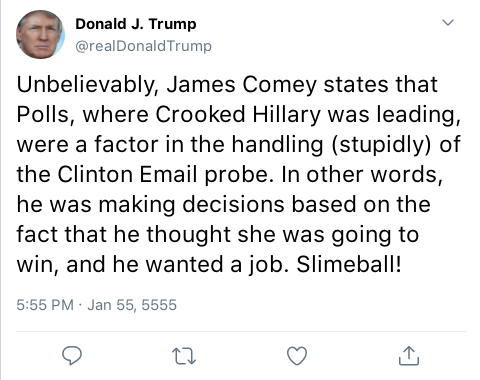 Donald J. Trump
@realDonaldTrump
Unbelievably, James Comey states that
Polls, where Crooked Hillary was leading,
were a factor in the handling (stupidly) of
the Clinton Email probe. In other words,
he was making decisions based on the
fact that he thought she was going to
win, and he wanted a job. Slimeball!
5:55 PM · Jan 55, 5555